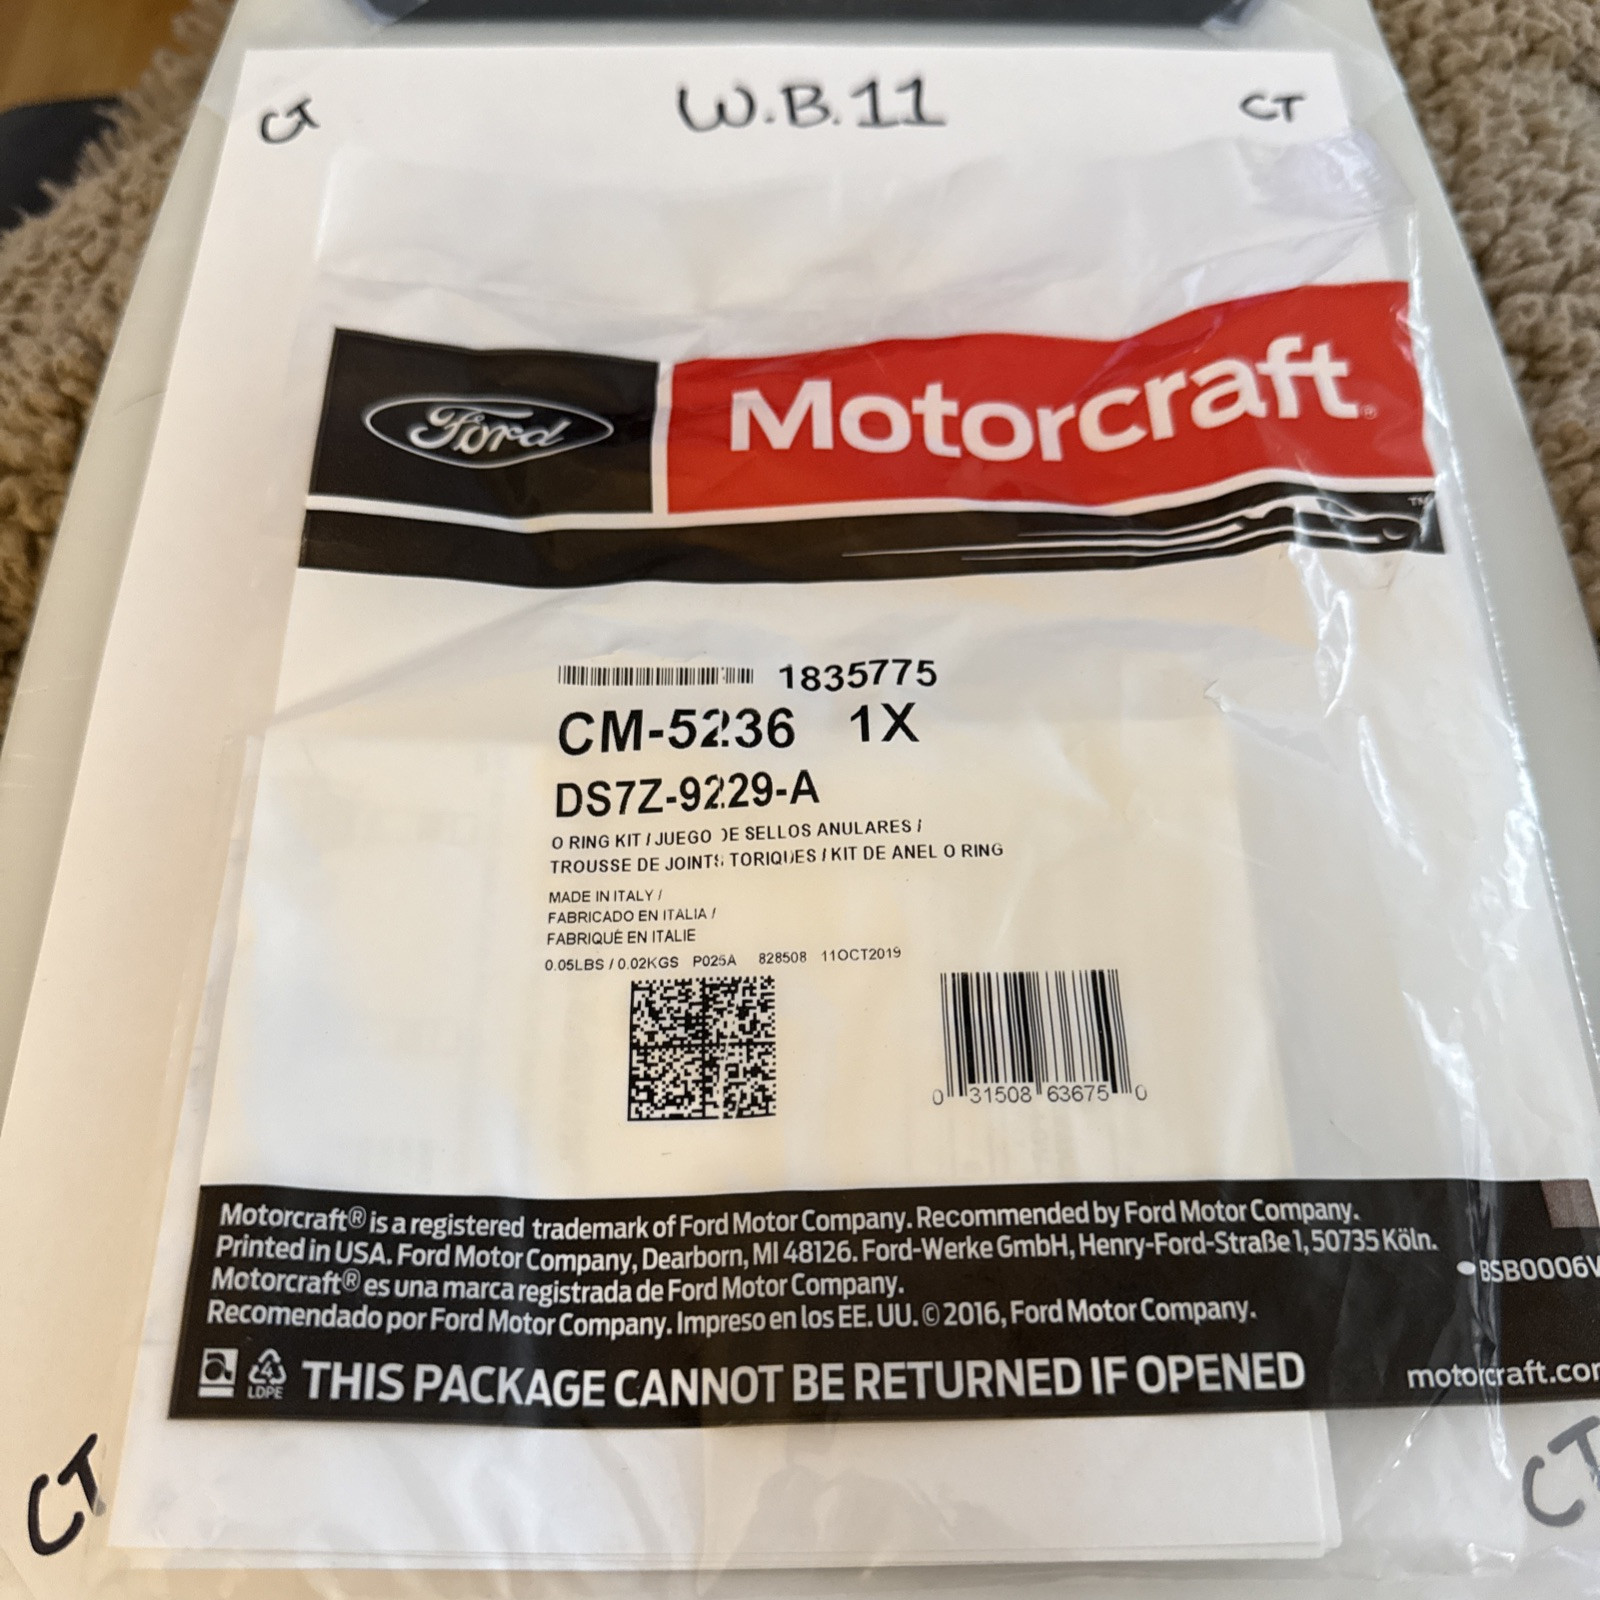 CT W.B.11 CT
Ford Motorcraft®
TM
1835775
CM-5236 1X
DS7Z-9229-A
O RING KIT / JUEGO DE SELLOS ANULARES /
TROUSSE DE JOINTS TORIQUES / KIT DE ANEL O RING
MADE IN ITALY /
FABRICADO EN ITALIA /
FABRIQUÉ EN ITALIE
0.05LBS / 0.02KGS P025A 828508 11OCT2019
0 31508 63675 0
Motorcraft® is a registered trademark of Ford Motor Company. Recommended by Ford Motor Company.
Printed in USA. Ford Motor Company, Dearborn, MI 48126. Ford-Werke GmbH, Henry-Ford-Straße 1, 50735 Köln.
Motorcraft® es una marca registrada de Ford Motor Company.
Recomendado por Ford Motor Company. Impreso en los EE. UU. © 2016, Ford Motor Company.
BSB0006
4
LDPE
THIS PACKAGE CANNOT BE RETURNED IF OPENED
motorcraft.co
CT CT